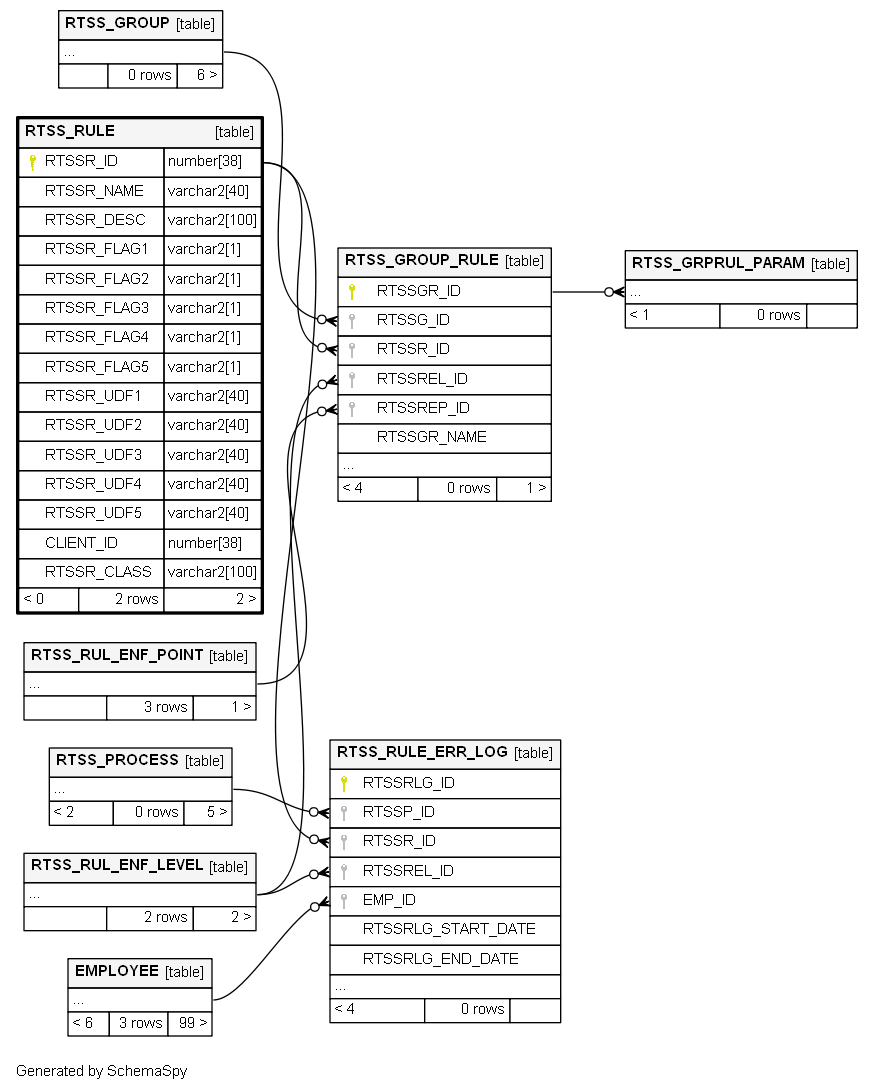 RTSS_GROUP [table]
...
0 rows 6 >
RTSS_RULE [table]
RTSSR_ID number[38]
RTSSR_NAME varchar2[40]
RTSSR_DESC varchar2[100]
RTSSR_FLAG1 varchar2[1]
RTSSR_FLAG2 varchar2[1]
RTSSR_FLAG3 varchar2[1]
RTSSR_FLAG4 varchar2[1]
RTSSR_FLAG5 varchar2[1]
RTSSR_UDF1 varchar2[40]
RTSSR_UDF2 varchar2[40]
RTSSR_UDF3 varchar2[40]
RTSSR_UDF4 varchar2[40]
RTSSR_UDF5 varchar2[40]
CLIENT_ID number[38]
RTSSR_CLASS varchar2[100]
< 0 2 rows 2 >
RTSS_GROUP_RULE [table]
RTSSGR_ID
RTSSG_ID
RTSSR_ID
RTSSREL_ID
RTSSREP_ID
RTSSGR_NAME
...
< 4 0 rows 1 >
RTSS_GRPRUL_PARAM [table]
...
< 1 0 rows
RTSS_RUL_ENF_POINT [table]
...
3 rows 1 >
RTSS_PROCESS [table]
...
< 2 0 rows 5 >
RTSS_RUL_ENF_LEVEL [table]
...
2 rows 2 >
EMPLOYEE [table]
...
< 6 3 rows 99 >
RTSS_RULE_ERR_LOG [table]
RTSSRLG_ID
RTSSP_ID
RTSSR_ID
RTSSREL_ID
EMP_ID
RTSSRLG_START_DATE
RTSSRLG_END_DATE
...
< 4 0 rows
Generated by SchemaSpy